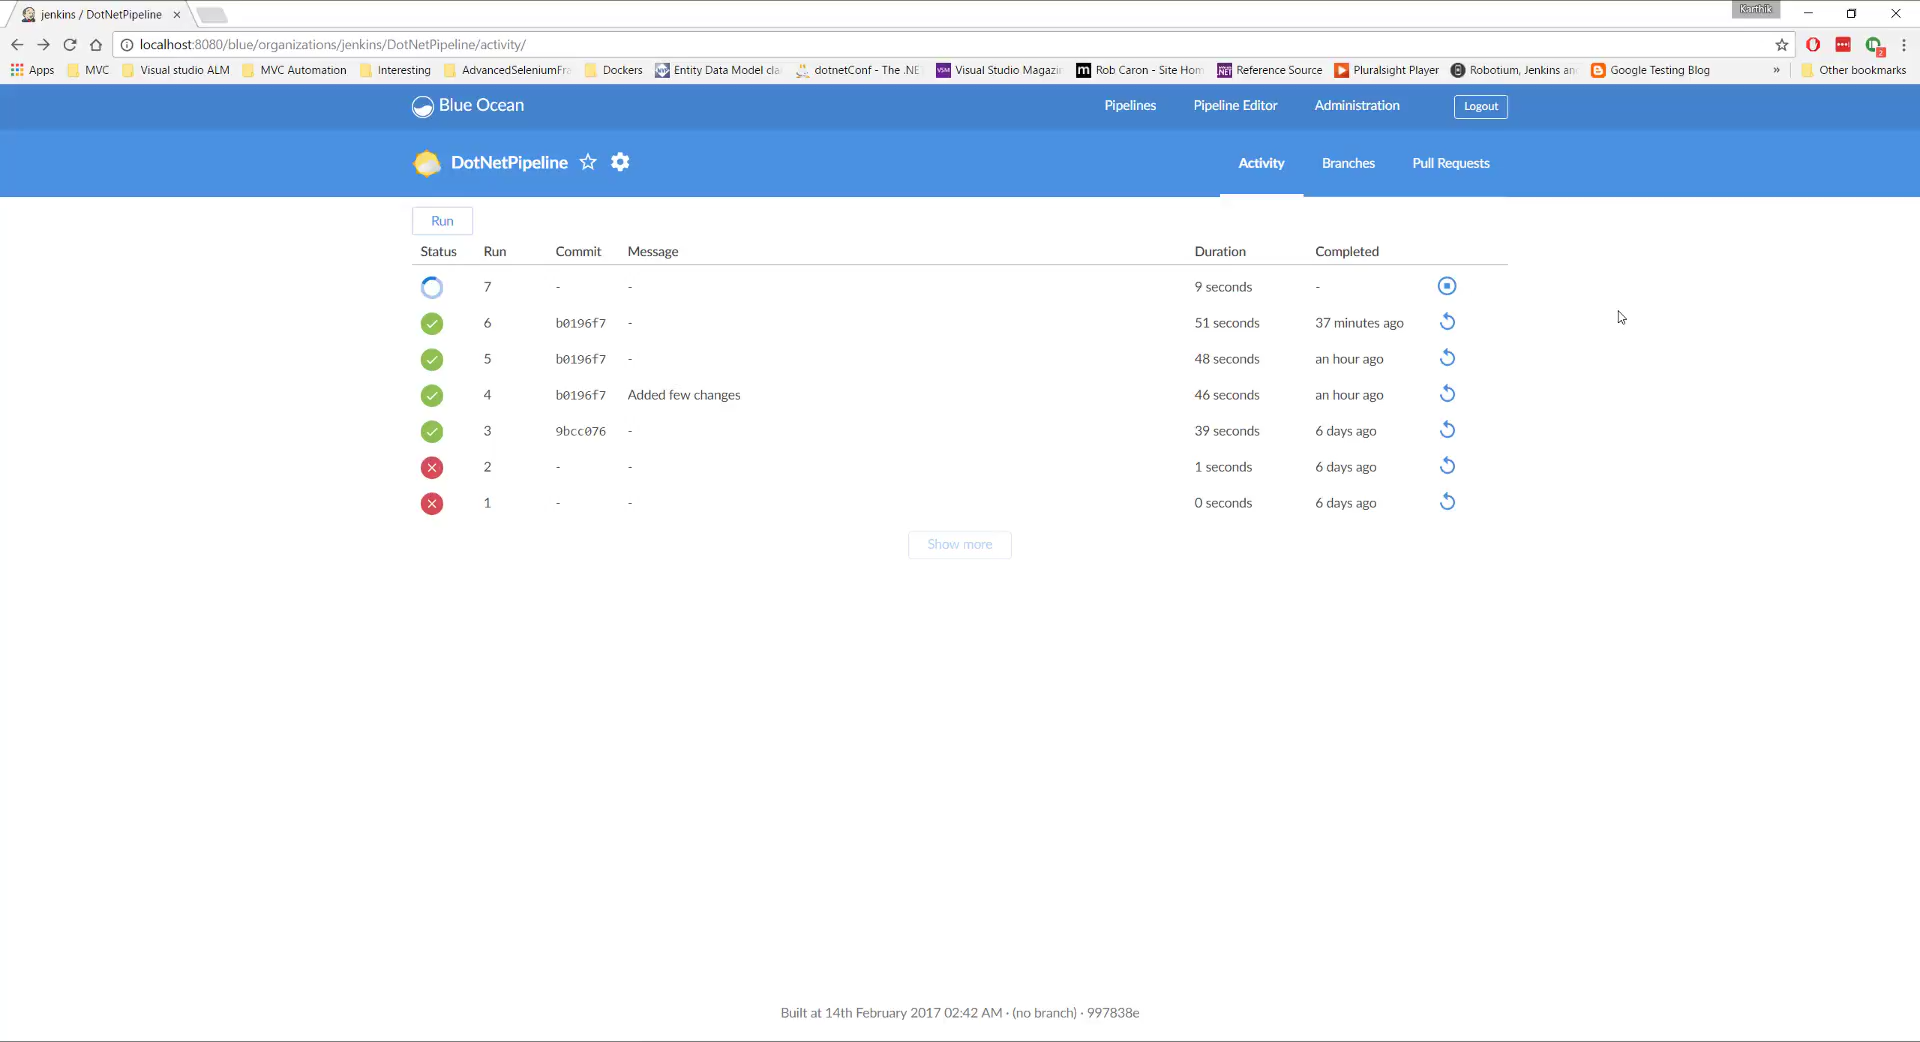 jenkins / DotNetPipeline
Karthik
localhost:8080/blue/organizations/jenkins/DotNetPipeline/activity/
Apps MVC Visual studio ALM MVC Automation Interesting AdvancedSeleniumFra Dockers Entity Data Model cla dotnetConf - The .NE VSM Visual Studio Magazin m Rob Caron - Site Hom .NET Reference Source Pluralsight Player Robotium, Jenkins an Google Testing Blog » Other bookmarks
2
Blue Ocean Pipelines Pipeline Editor Administration Logout
DotNetPipeline Activity Branches Pull Requests
Run
Status Run Commit Message Duration Completed
7 - - 9 seconds -
6 b0196f7 - 51 seconds 37 minutes ago
5 b0196f7 - 48 seconds an hour ago
4 b0196f7 Added few changes 46 seconds an hour ago
3 9bcc076 - 39 seconds 6 days ago
2 - - 1 seconds 6 days ago
1 - - 0 seconds 6 days ago
Show more
Built at 14th February 2017 02:42 AM · (no branch) · 997838e